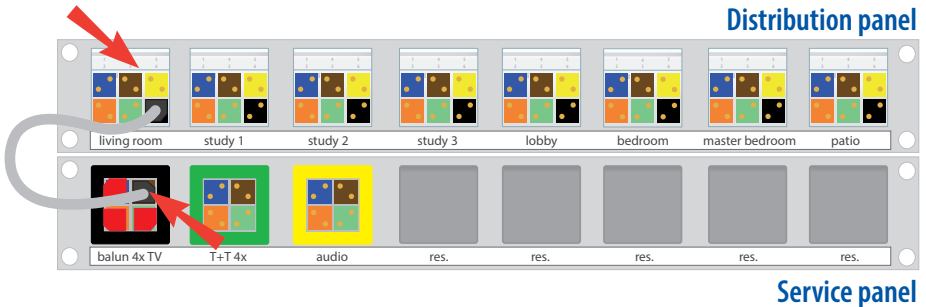 Distribution panel
living room study 1 study 2 study 3 lobby bedroom master bedroom patio
balun 4x TV T+T 4x audio res. res. res. res. res.
Service panel